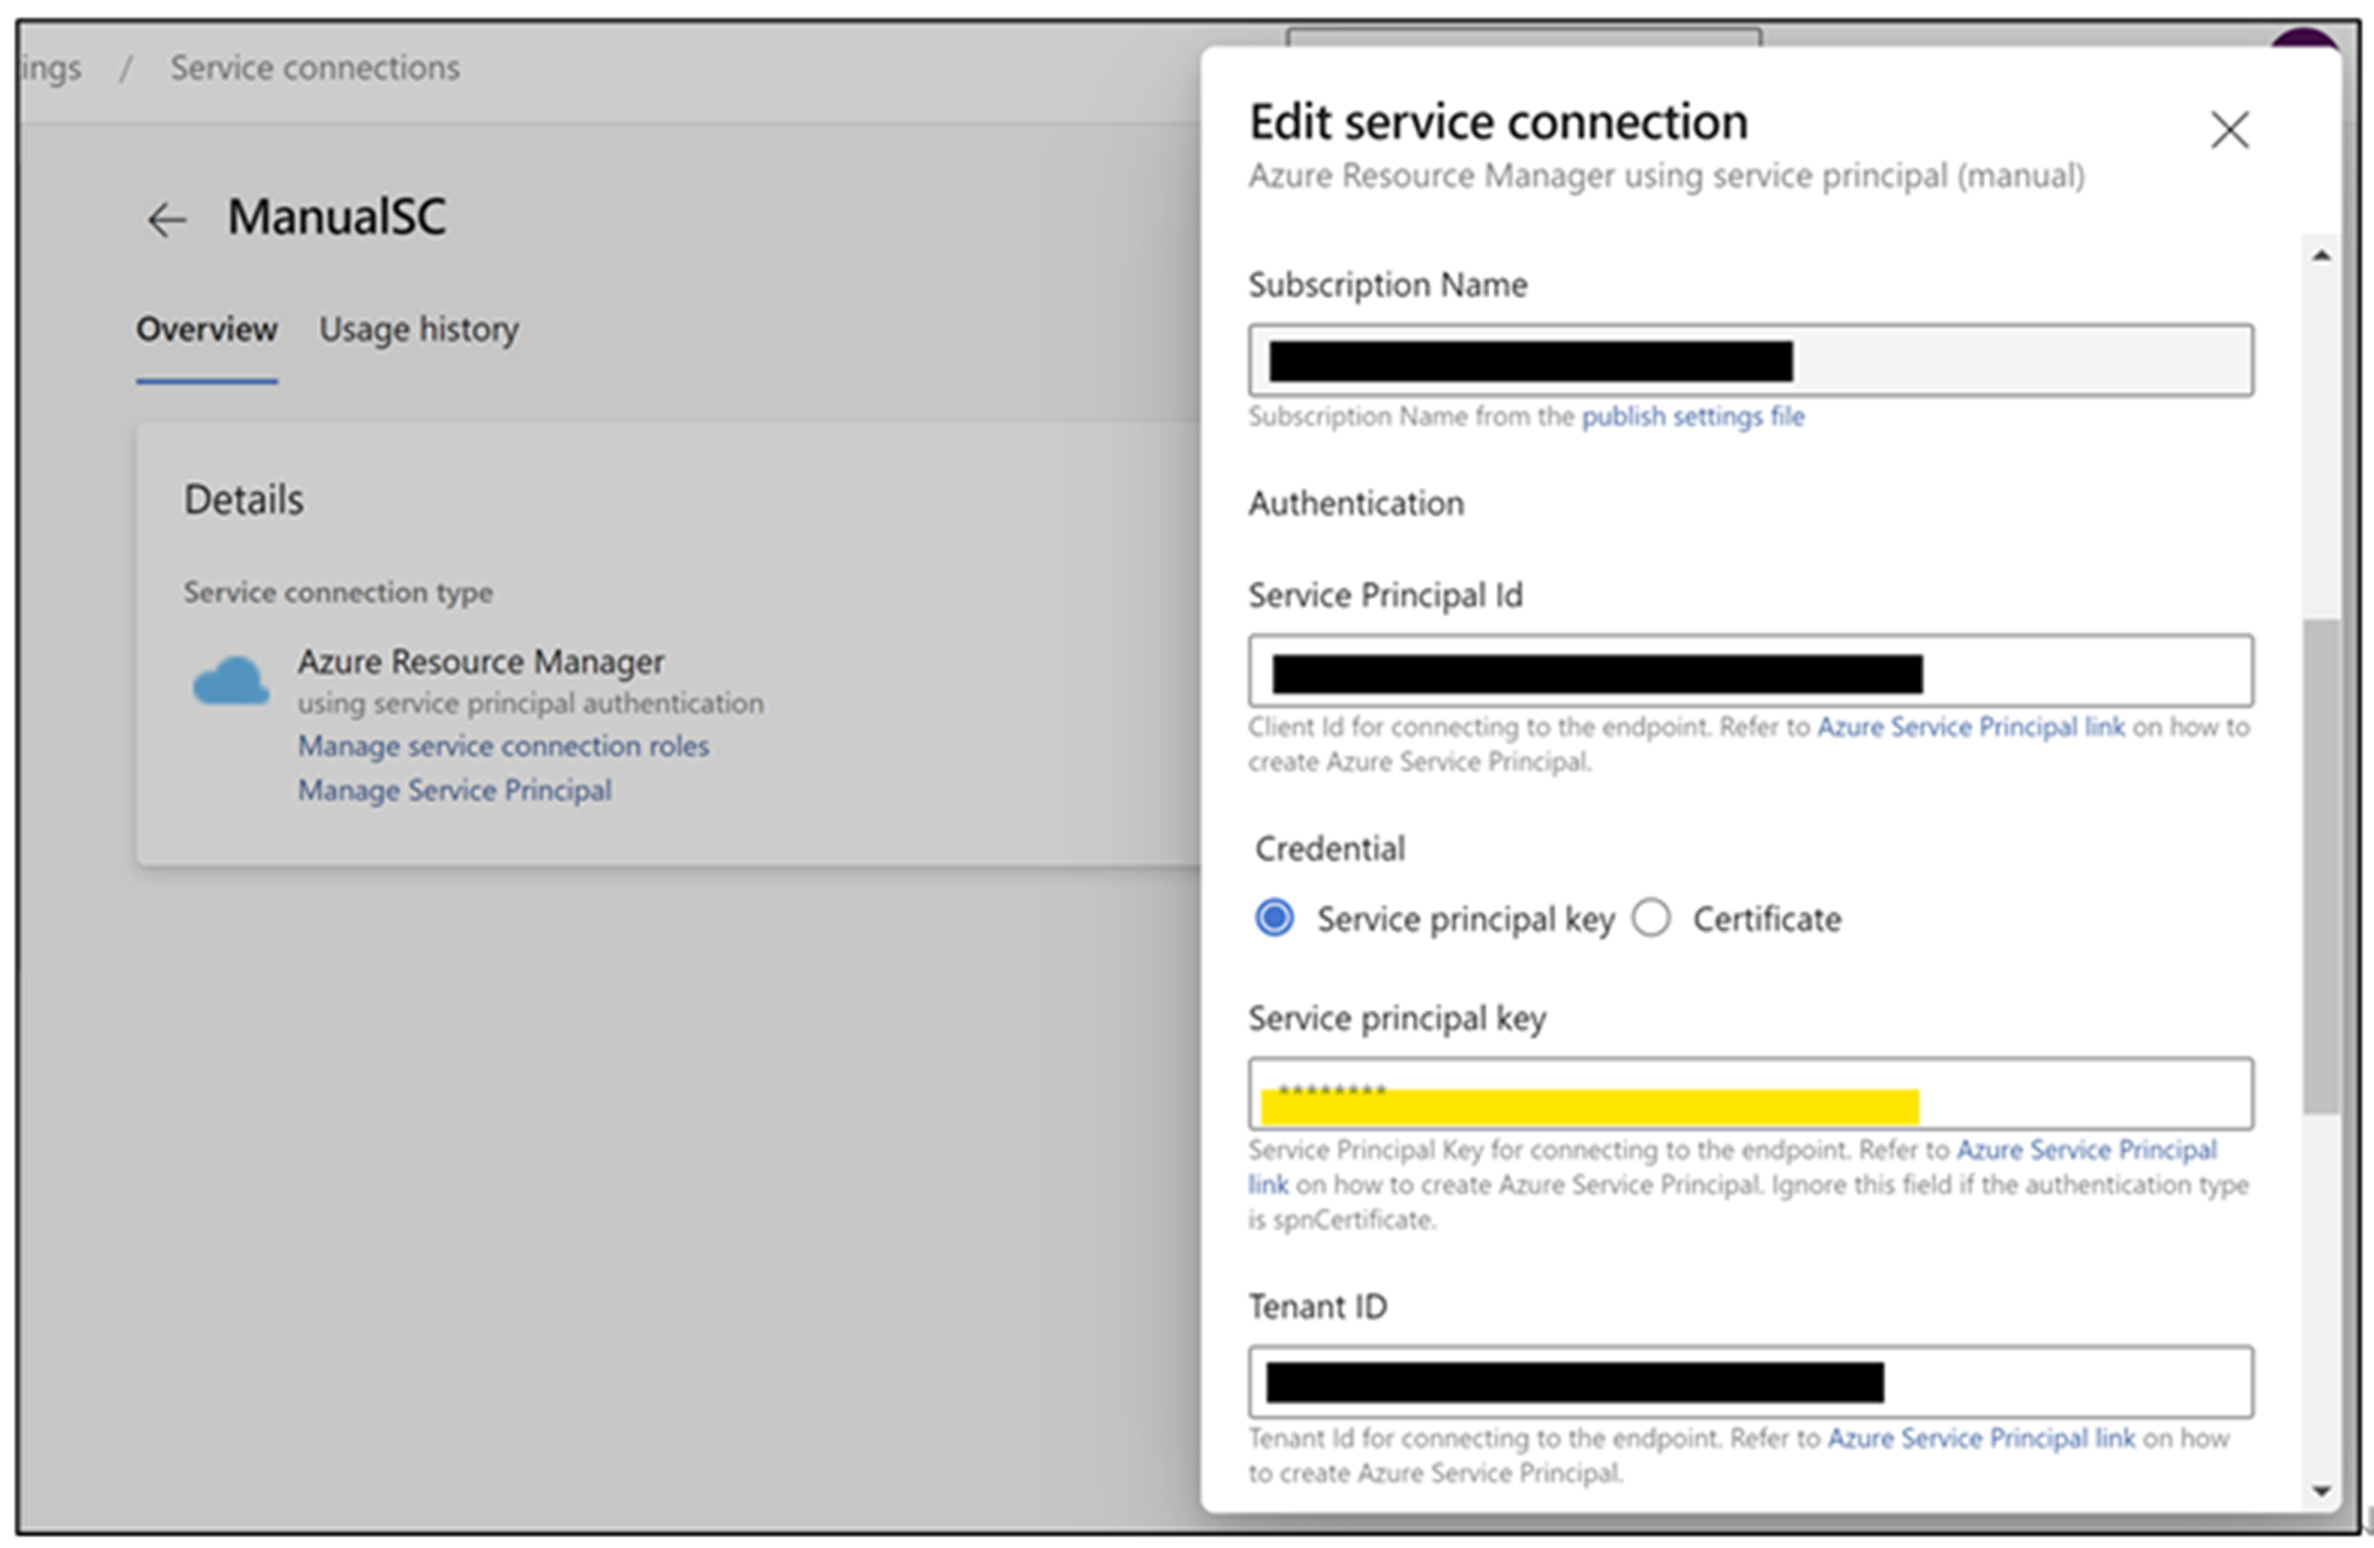 ings / Service connections
ManualSC
Overview Usage history
Details
Service connection type
Azure Resource Manager
using service principal authentication
Manage service connection roles
Manage Service Principal
Edit service connection
Azure Resource Manager using service principal (manual)
Subscription Name
Subscription Name from the publish settings file
Authentication
Service Principal Id
Client Id for connecting to the endpoint. Refer to Azure Service Principal link on how to
create Azure Service Principal.
Credential
Service principal key Certificate
Service principal key
********
Service Principal Key for connecting to the endpoint. Refer to Azure Service Principal
link on how to create Azure Service Principal. Ignore this field if the authentication type
is spnCertificate.
Tenant ID
Tenant Id for connecting to the endpoint. Refer to Azure Service Principal link on how
to create Azure Service Principal.